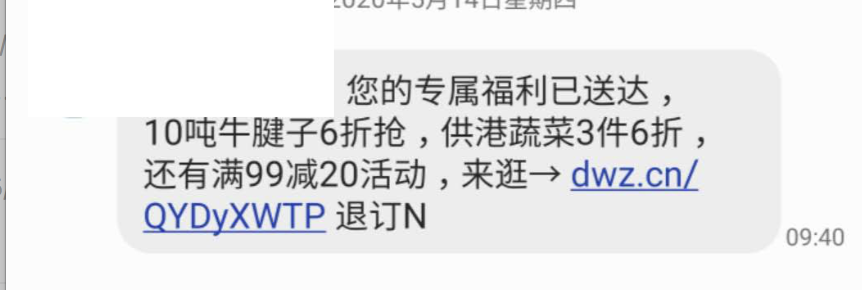 2020年5月14日星期四
您的专属福利已送达，
10吨牛腱子6折抢，供港蔬菜3件6折，
还有满99减20活动，来逛→ dwz.cn/
QYDyXWTP 退订N
09:40